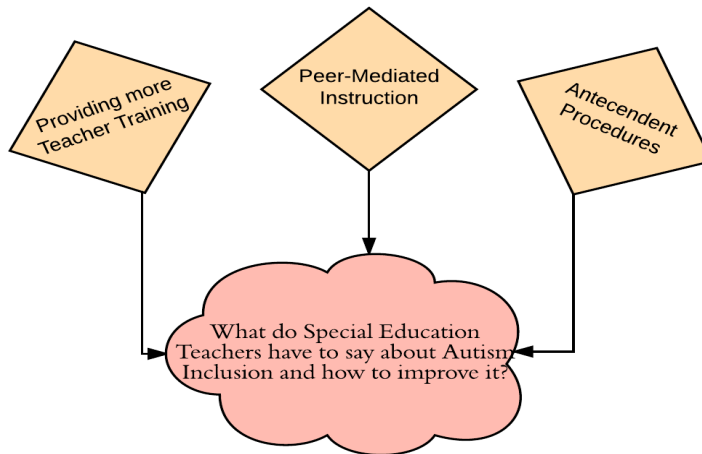 Providing more
Teacher Training
Peer-Mediated
Instruction
Antecendent
Procedures
What do Special Education
Teachers have to say about Autism
Inclusion and how to improve it?